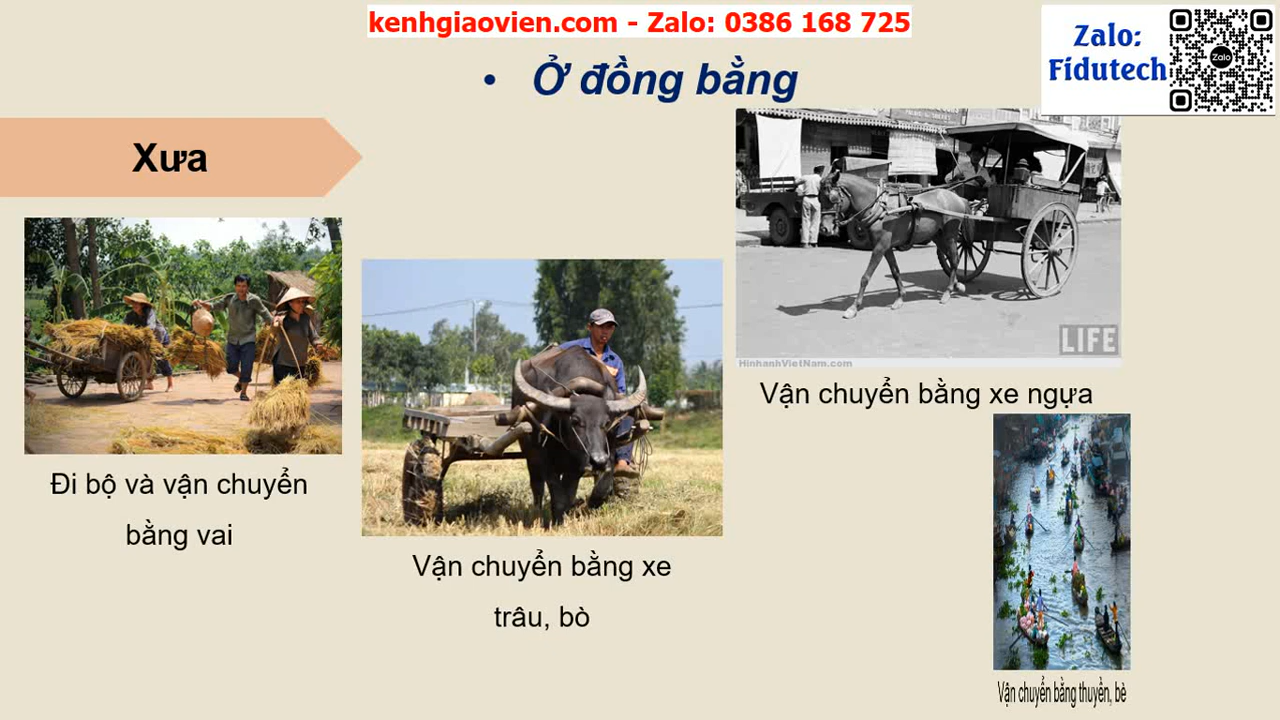 kenhgiaovien.com - Zalo: 0386 168 725
Zalo:
Fidutech
Zalo
• Ở đồng bằng
Xưa
LIFE
HinhanhVietNam.com
Vận chuyển bằng xe ngựa
Đi bộ và vận chuyển
bằng vai
Vận chuyển bằng xe
trâu, bò
Vận chuyển bằng thuyền, bè